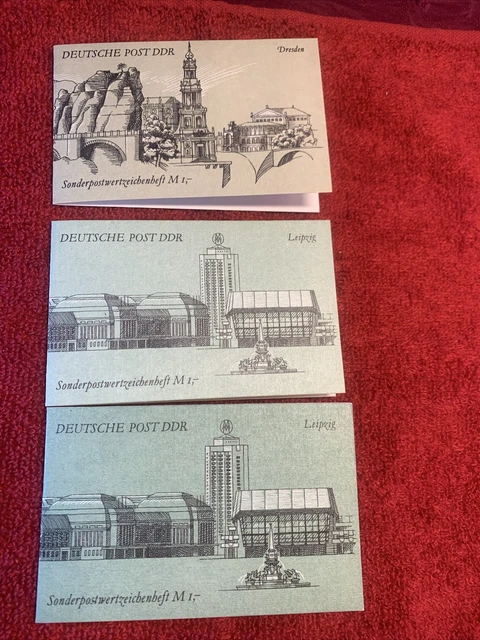 DEUTSCHE POST DDR
Dresden
Sonderpostwertzeichenheft M 1,-
DEUTSCHE POST DDR
Leipzig
Sonderpostwertzeichenheft M 1,-
DEUTSCHE POST DDR
Leipzig
Sonderpostwertzeichenheft M 1,-